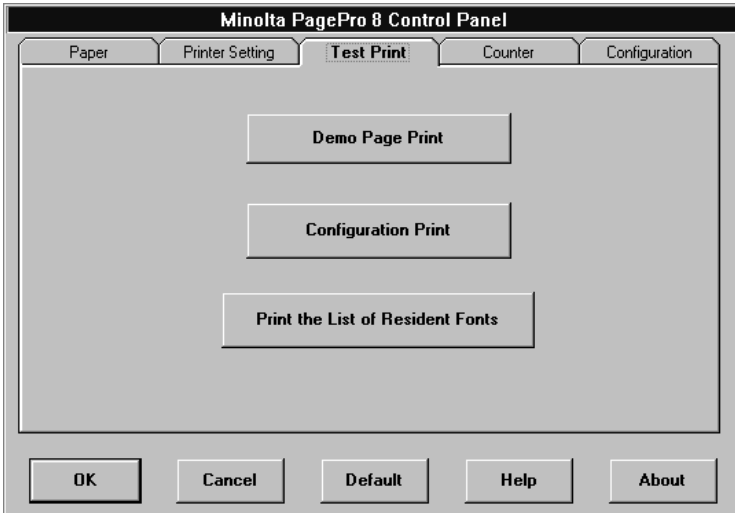 Minolta PagePro 8 Control Panel
Paper Printer Setting Test Print Counter Configuration
Demo Page Print
Configuration Print
Print the List of Resident Fonts
OK Cancel Default Help About